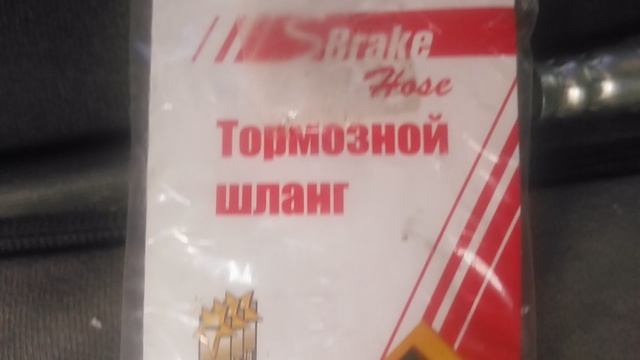 Brake
Hose
Тормозной
шланг